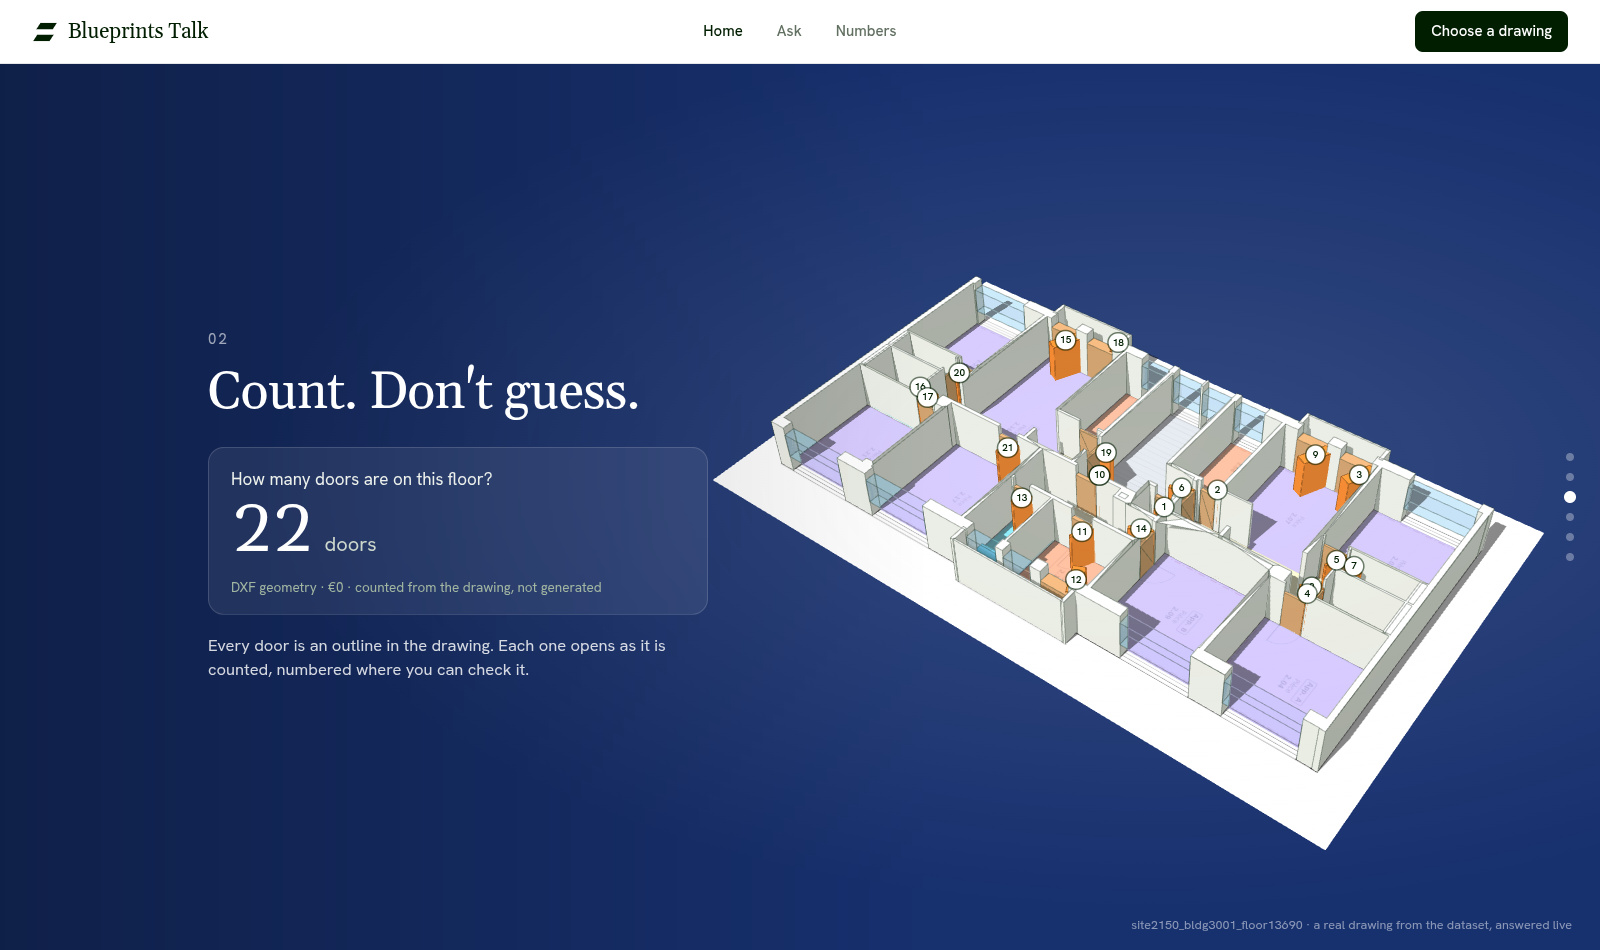 Blueprints Talk
Home
Ask
Numbers
Choose a drawing
02
Count. Don't guess.
How many doors are on this floor?
22 doors
DXF geometry · €0 · counted from the drawing, not generated
Every door is an outline in the drawing. Each one opens as it is
counted, numbered where you can check it.
15
18
20
16
17
21
19
10
9
3
13
6
2
1
11
14
12
5
7
4
site2150_bldg3001_floor13690 · a real drawing from the dataset, answered live